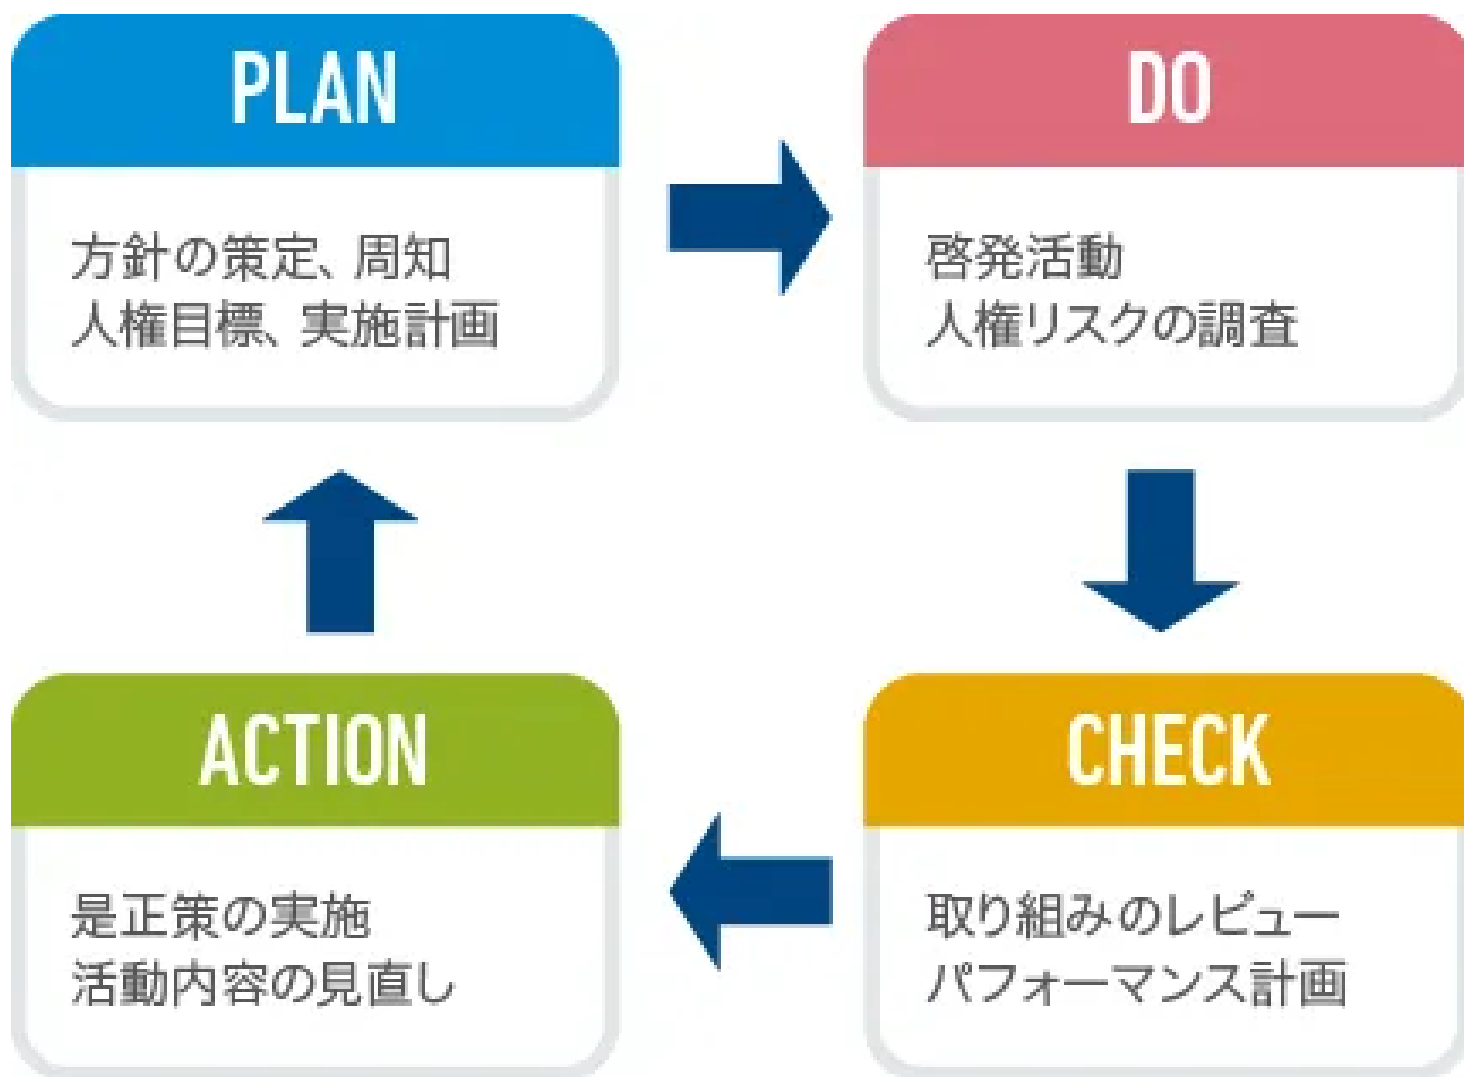 PLAN
方針の策定、周知
人権目標、実施計画
DO
啓発活動
人権リスクの調査
CHECK
取り組みのレビュー
パフォーマンス計画
ACTION
是正策の実施
活動内容の見直し